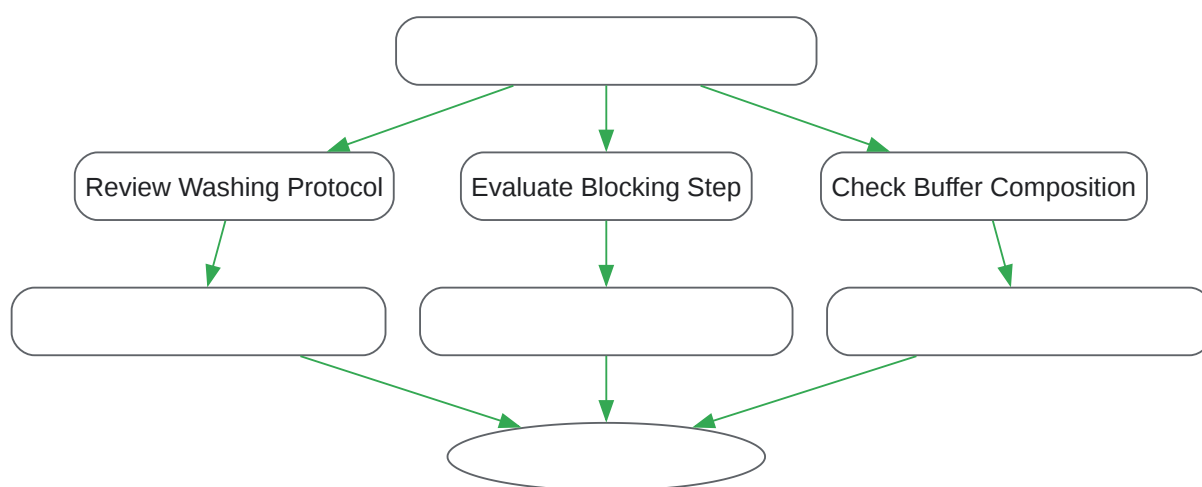 Review Washing Protocol
Evaluate Blocking Step
Check Buffer Composition